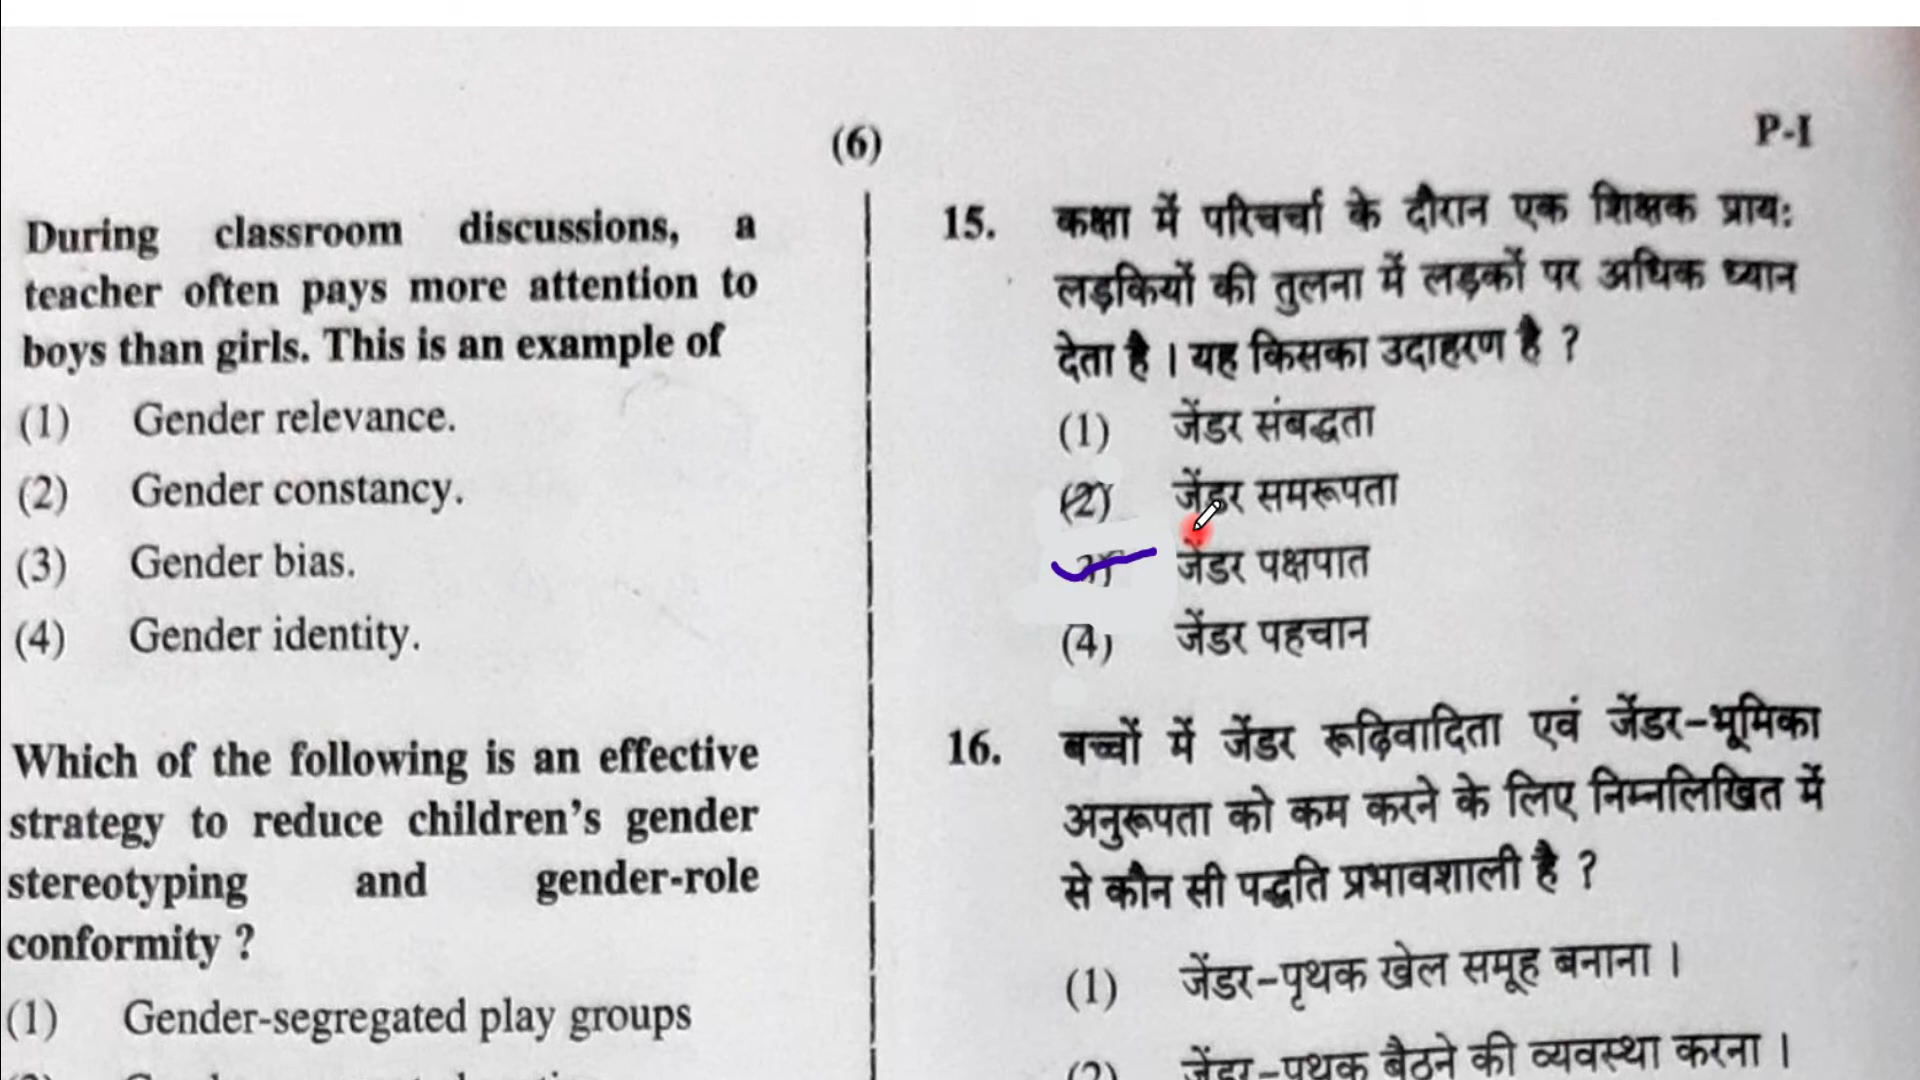 (6)
P-I
During classroom discussions, a
teacher often pays more attention to
boys than girls. This is an example of
(1) Gender relevance.
(2) Gender constancy.
(3) Gender bias.
(4) Gender identity.
Which of the following is an effective
strategy to reduce children's gender
stereotyping and gender-role
conformity ?
(1) Gender-segregated play groups
15. कक्षा में परिचर्चा के दौरान एक शिक्षक प्रायः
लड़कियों की तुलना में लड़कों पर अधिक ध्यान
देता है । यह किसका उदाहरण है ?
(1) जेंडर संबद्धता
(2) जेंडर समरूपता
जेंडर पक्षपात
(4) जेंडर पहचान
16. बच्चों में जेंडर रूढ़िवादिता एवं जेंडर-भूमिका
अनुरूपता को कम करने के लिए निम्नलिखित में
से कौन सी पद्धति प्रभावशाली है ?
(1) जेंडर-पृथक खेल समूह बनाना ।
(2) जेंडर-पृथक बैठने की व्यवस्था करना ।